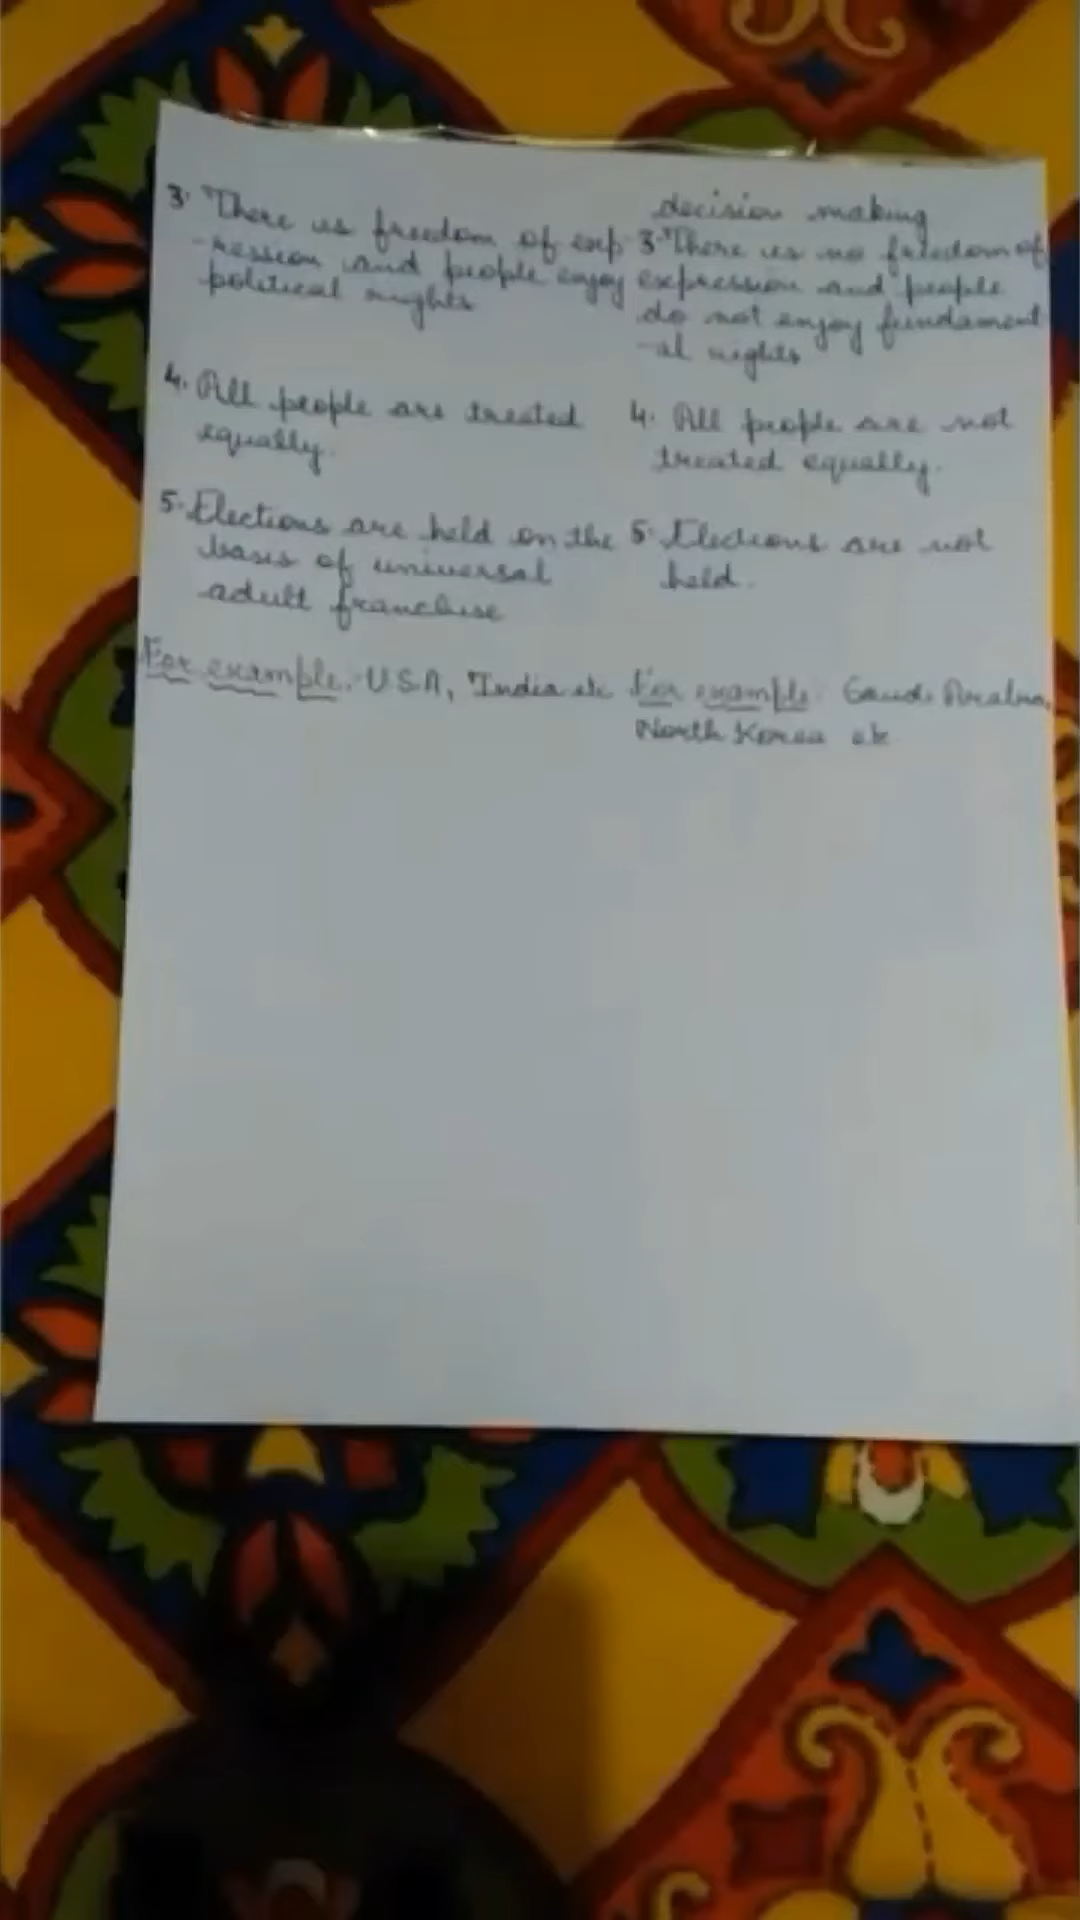 decision making
3. There is freedom of exp
-ression and people enjoy
political rights
3. There is no freedom of
expression and people
do not enjoy fundament
-al rights
4. All people are treated
equally.
4. All people are not
treated equally.
5. Elections are held on the
basis of universal
adult franchise
5. Elections are not
held.
For example:- U.S.A, India etc
For example: Saudi Arabia,
North Korea etc